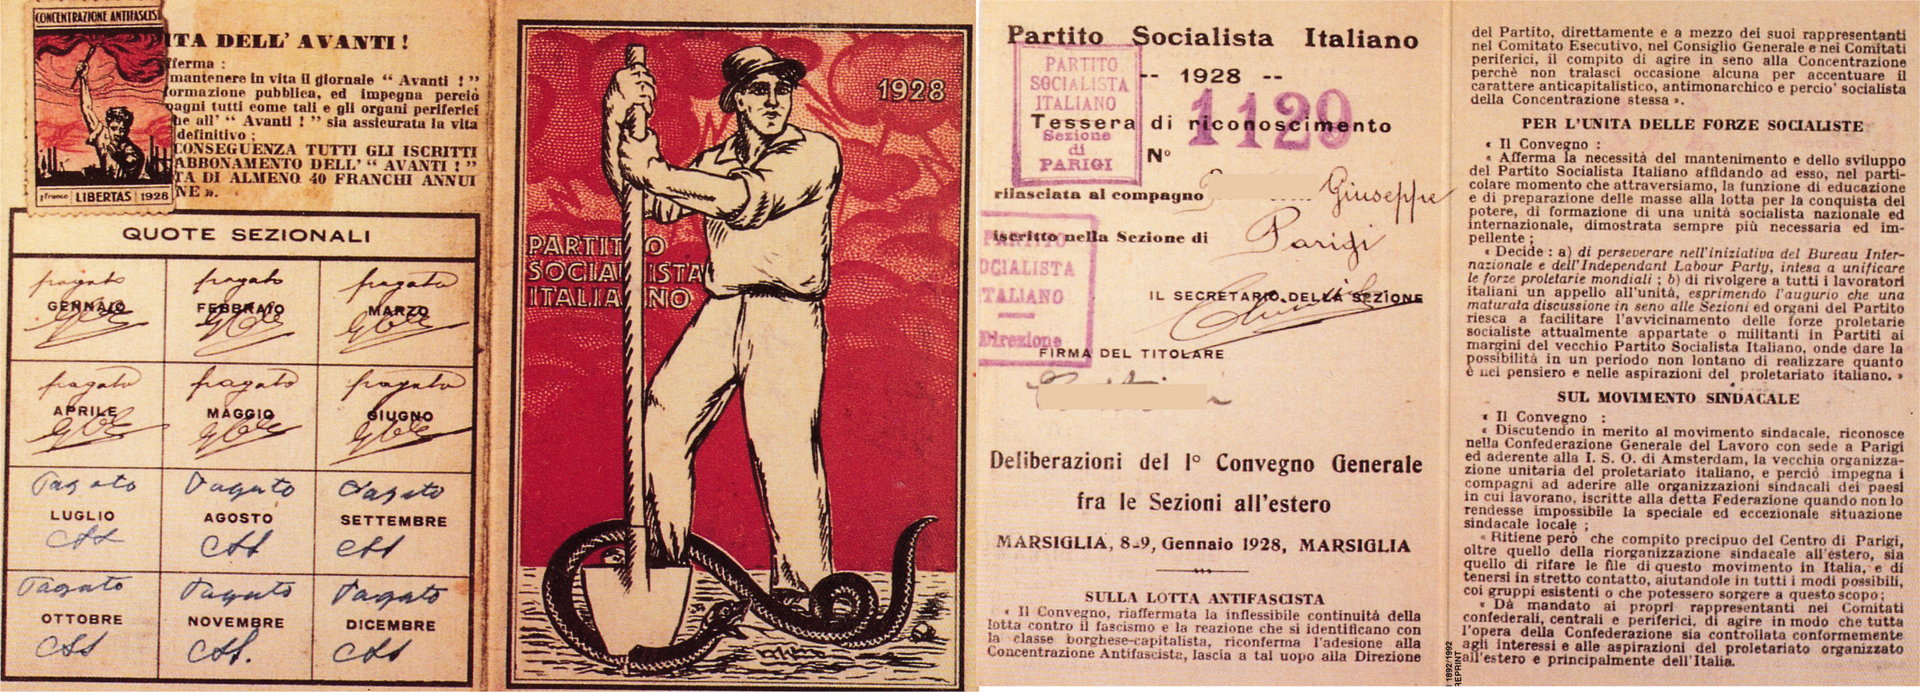 CONCENTRAZIONE ANTIFASCIST
1 franco LIBERTAS 1928
ITA DELL' AVANTI !
fferma :
mantenere in vita il giornale “ Avanti ! ”
formazione pubblica, ed impegna perciò
pagni tutti come tali e gli organi periferici
he all' “ Avanti ! ” sia assicurata la vita
definitivo ;
CONSEGUENZA TUTTI GLI ISCRITTI
ABBONAMENTO DELL' “ AVANTI ! ”
TA DI ALMENO 40 FRANCHI ANNUI
NE ».
QUOTE SEZIONALI
pagato pagato pagato
GENNAIO FEBBRAIO MARZO
pagato pagato pagato
APRILE MAGGIO GIUGNO
Pagato Pagato Pagato
LUGLIO AGOSTO SETTEMBRE
Pagato Pagato Pagato
OTTOBRE NOVEMBRE DICEMBRE
1928
PARTITO
SOCIALISTA
ITALIANO
Partito Socialista Italiano
-- 1928 --
1129
Tessera di riconoscimento
N°
PARTITO
SOCIALISTA
ITALIANO
Sezione
di
PARIGI
rilasciata al compagno Giuseppe
iscritto nella Sezione di Parigi
PARTITO
OCIALISTA
TALIANO
Direzione
IL SECRETARIO DELLA SEZIONE
FIRMA DEL TITOLARE
Deliberazioni del 1° Convegno Generale
fra le Sezioni all'estero
MARSIGLIA, 8-9, Gennaio 1928, MARSIGLIA
SULLA LOTTA ANTIFASCISTA
« Il Convegno, riaffermata la inflessibile continuità della
lotta contro il fascismo e la reazione che si identificano con
la classe borghese-capitalista, riconferma l'adesione alla
Concentrazione Antifasciste, lascia a tal uopo alla Direzione
del Partito, direttamente e a mezzo dei suoi rappresentanti
nel Comitato Esecutivo, nel Consiglio Generale e nei Comitati
periferici, il compito di agire in seno alla Concentrazione
perchè non tralasci occasione alcuna per accentuare il
carattere anticapitalistico, antimonarchico e percio' socialista
della Concentrazione stessa ».
PER L'UNITA DELLE FORZE SOCIALISTE
« Il Convegno :
« Afferma la necessità del mantenimento e dello sviluppo
del Partito Socialista Italiano affidando ad esso, nel parti-
colare momento che attraversiamo, la funzione di educazione
e di preparazione delle masse alla lotta per la conquista del
potere, di formazione di una unità socialista nazionale ed
internazionale, dimostrata sempre più necessaria ed im-
pellente ;
« Decide : a) di perseverare nell'iniziativa del Bureau Inter-
nazionale e dell'Independant Labour Party, intesa a unificare
le forze proletarie mondiali ; b) di rivolgere a tutti i lavoratori
italiani un appello all'unità, esprimendo l'augurio che una
maturata discussione in seno alle Sezioni ed organi del Partito
riesca a facilitare l'avvicinamento delle forze proletarie
socialiste attualmente appartate o militanti in Partiti ai
margini del vecchio Partito Socialista Italiano, onde dare la
possibilità in un periodo non lontano di realizzare quanto
è nel pensiero e nelle aspirazioni del proletariato italiano. »
SUL MOVIMENTO SINDACALE
« Il Convegno :
« Discutendo in merito al movimento sindacale, riconosce
nella Confederazione Generale del Lavoro con sede a Parigi
ed aderente alla I. S. O. di Amsterdam, la vecchia organizza-
zione unitaria del proletariato italiano, e perciò impegna i
compagni ad aderire alle organizzazioni sindacali dei paesi
in cui lavorano, iscritte alla detta Federazione quando non lo
rendesse impossibile la speciale ed eccezionale situazione
sindacale locale ;
« Ritiene però che compito precipuo del Centro di Parigi,
oltre quello della riorganizzazione sindacale all'estero, sia
quello di rifare le file di questo movimento in Italia, e di
tenersi in stretto contatto, aiutandole in tutti i modi possibili,
coi gruppi esistenti o che potessero sorgere a questo scopo;
« Dà mandato ai propri rappresentanti nei Comitati
confederali, centrali e periferici, di agire in modo che tutta
l'opera della Confederazione sia controllata conformemente
agli interessi e alle aspirazioni del proletariato organizzato
all'estero e principalmente dell'Italia.
1892/1992
REPRINT